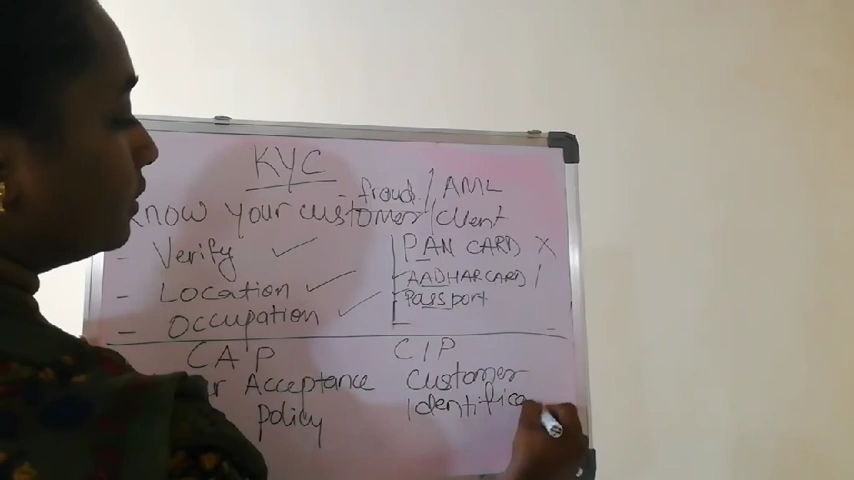 KYC
- fraud / AML
Know your customer / client
- Verify ✓
- Location ✓
- Occupation ✓
PAN CARD X
AADHAR CARD /
Passport
CAP
Acceptance
policy
CIP
Customer
Identifica